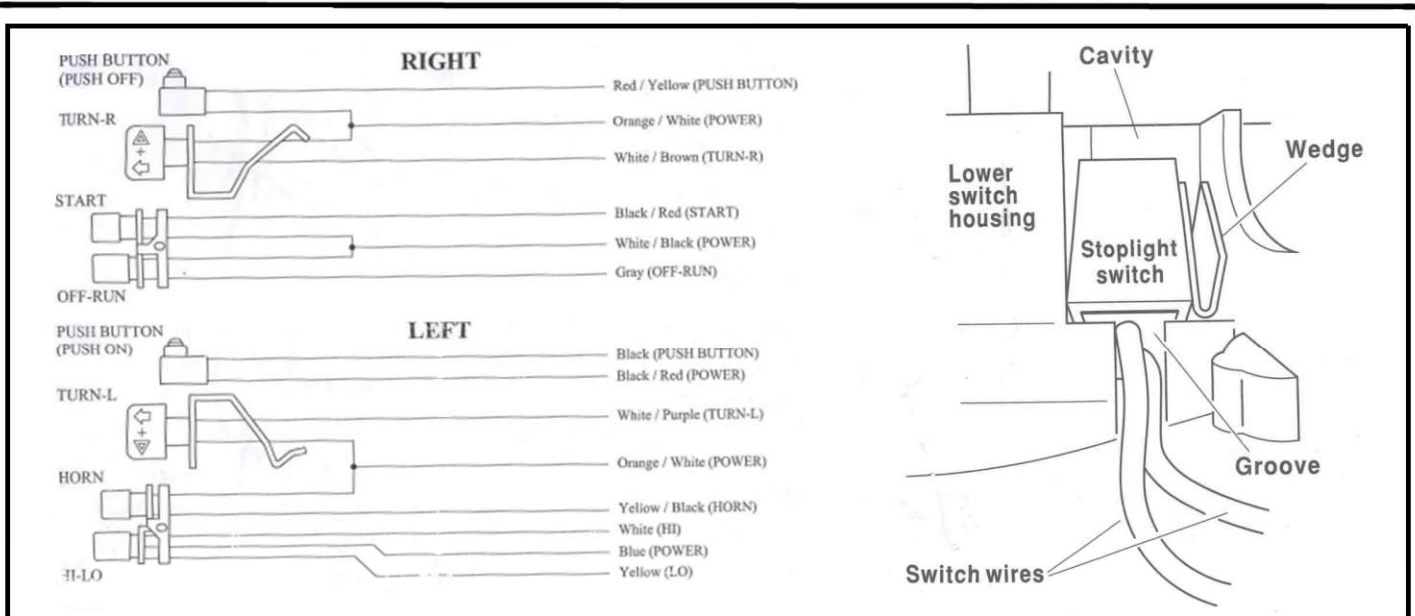 RIGHT
PUSH BUTTON
(PUSH OFF)
Red / Yellow (PUSH BUTTON)
Orange / White (POWER)
TURN-R
White / Brown (TURN-R)
START
Black / Red (START)
White / Black (POWER)
Gray (OFF-RUN)
OFF-RUN
LEFT
PUSH BUTTON
(PUSH ON)
Black (PUSH BUTTON)
Black / Red (POWER)
TURN-L
White / Purple (TURN-L)
Orange / White (POWER)
HORN
Yellow / Black (HORN)
White (HI)
Blue (POWER)
Yellow (LO)
HI-LO
Cavity
Wedge
Lower
switch
housing
Stoplight
switch
Groove
Switch wires